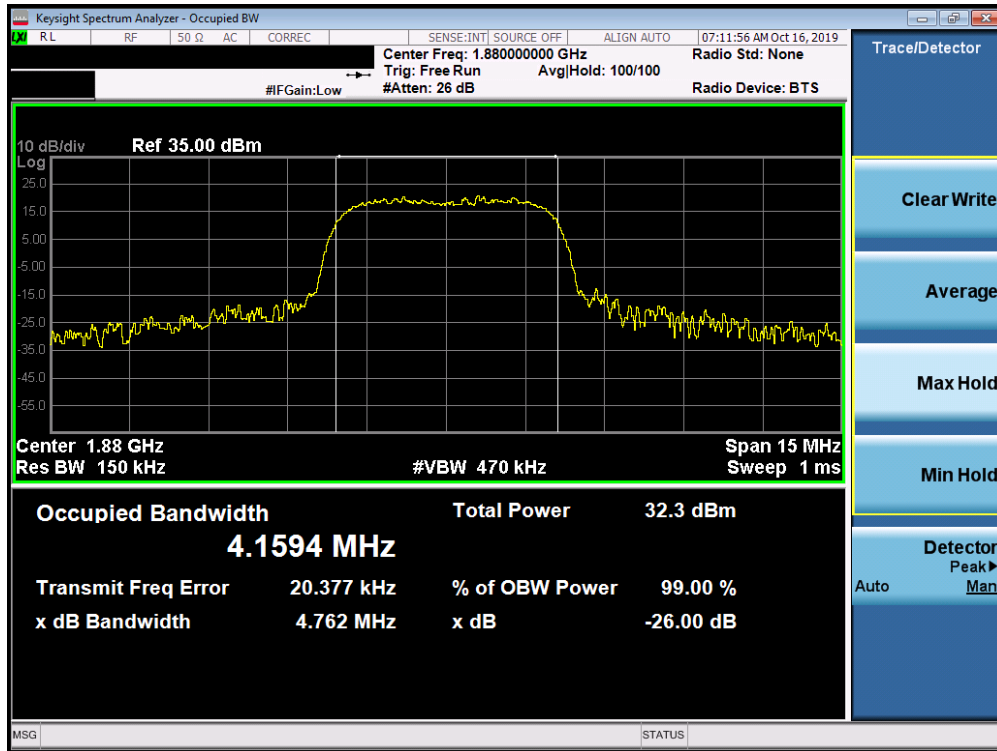 Keysight Spectrum Analyzer - Occupied BW
LXI RL RF 50 Ω AC CORREC SENSE:INT SOURCE OFF ALIGN AUTO 07:11:56 AM Oct 16, 2019
Center Freq: 1.880000000 GHz Radio Std: None
Trig: Free Run Avg|Hold: 100/100
#IFGain:Low #Atten: 26 dB Radio Device: BTS
10 dB/div Ref 35.00 dBm
Log
25.0
15.0
5.00
-5.00
-15.0
-25.0
-35.0
-45.0
-55.0
Center 1.88 GHz Span 15 MHz
Res BW 150 kHz #VBW 470 kHz Sweep 1 ms
Occupied Bandwidth Total Power 32.3 dBm
4.1594 MHz
Transmit Freq Error 20.377 kHz % of OBW Power 99.00 %
x dB Bandwidth 4.762 MHz x dB -26.00 dB
MSG STATUS
Trace/Detector
Clear Write
Average
Max Hold
Min Hold
Detector
Peak▶
Auto Man